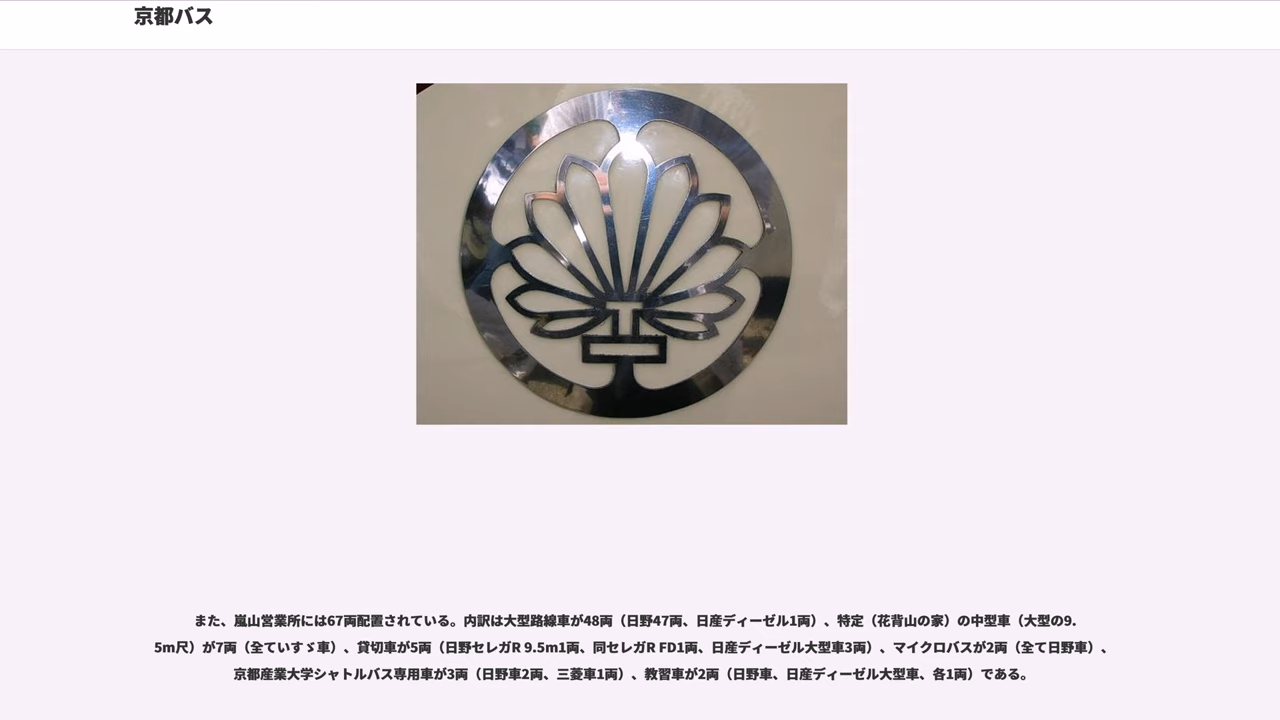 京都バス
また、嵐山営業所には67両配置されている。内訳は大型路線車が48両（日野47両、日産ディーゼル1両）、特定（花背山の家）の中型車（大型の9.
5m尺）が7両（全ていすゞ車）、貸切車が5両（日野セレガR 9.5m1両、同セレガR FD1両、日産ディーゼル大型車3両）、マイクロバスが2両（全て日野車）、
京都産業大学シャトルバス専用車が3両（日野車2両、三菱車1両）、教習車が2両（日野車、日産ディーゼル大型車、各1両）である。